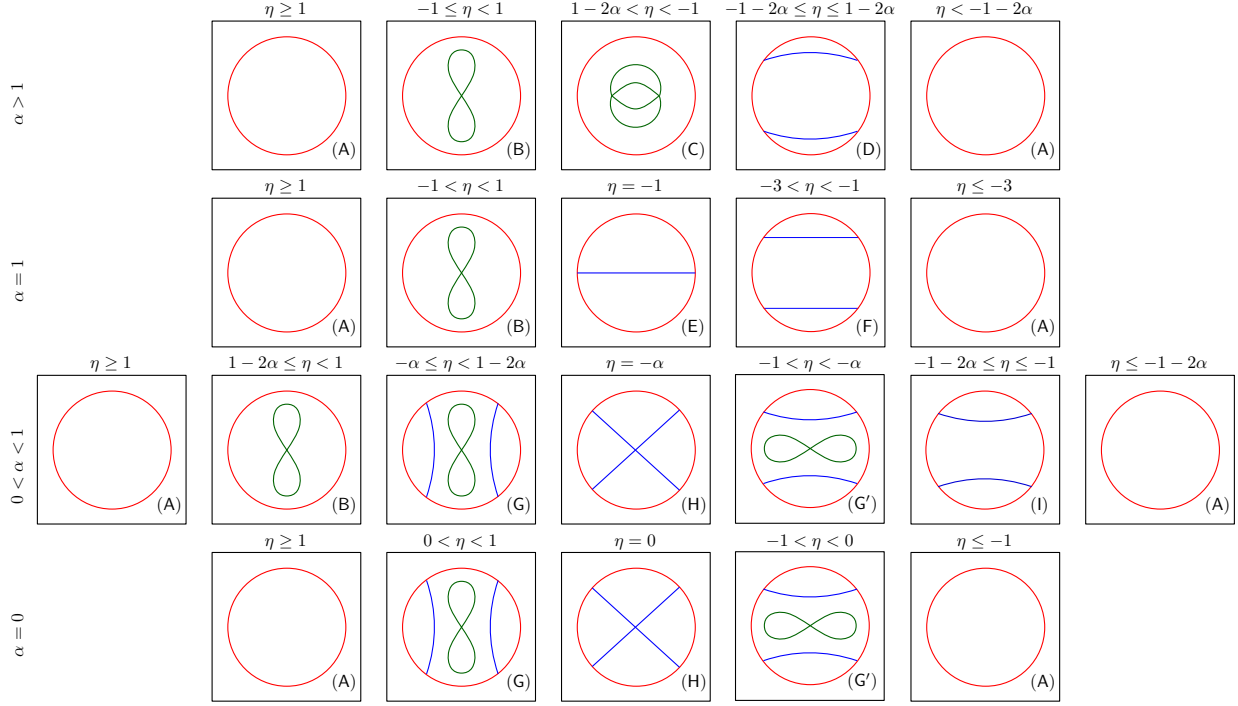 η ≥ 1
−1 ≤ η < 1
1 − 2α < η < −1
−1 − 2α ≤ η ≤ 1 − 2α
η < −1 − 2α
α > 1
(A)
(B)
(C)
(D)
(A)
η ≥ 1
−1 < η < 1
η = −1
−3 < η < −1
η ≤ −3
α = 1
(A)
(B)
(E)
(F)
(A)
η ≥ 1
1 − 2α ≤ η < 1
−α ≤ η < 1 − 2α
η = −α
−1 < η < −α
−1 − 2α ≤ η ≤ −1
η ≤ −1 − 2α
0 < α < 1
(A)
(B)
(G)
(H)
(G′)
(I)
(A)
η ≥ 1
0 < η < 1
η = 0
−1 < η < 0
η ≤ −1
α = 0
(A)
(G)
(H)
(G′)
(A)